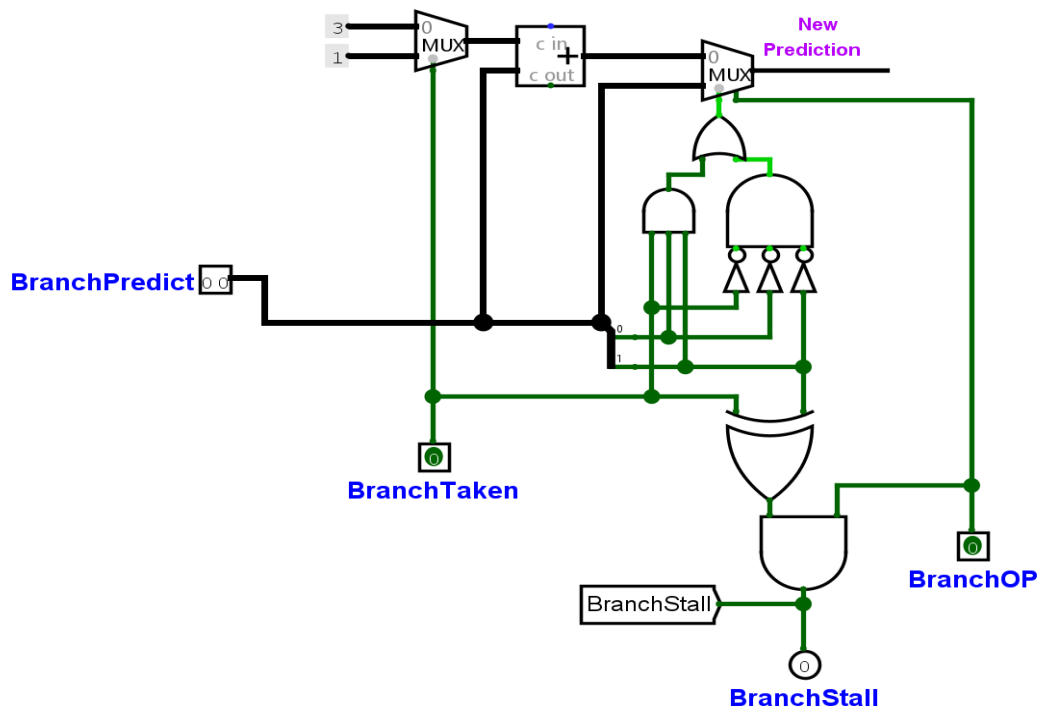 3
0
MUX
1
c in
+
c out
New
Prediction
0
MUX
BranchPredict
0 0
0
1
0
BranchTaken
0
BranchOP
BranchStall
0
BranchStall